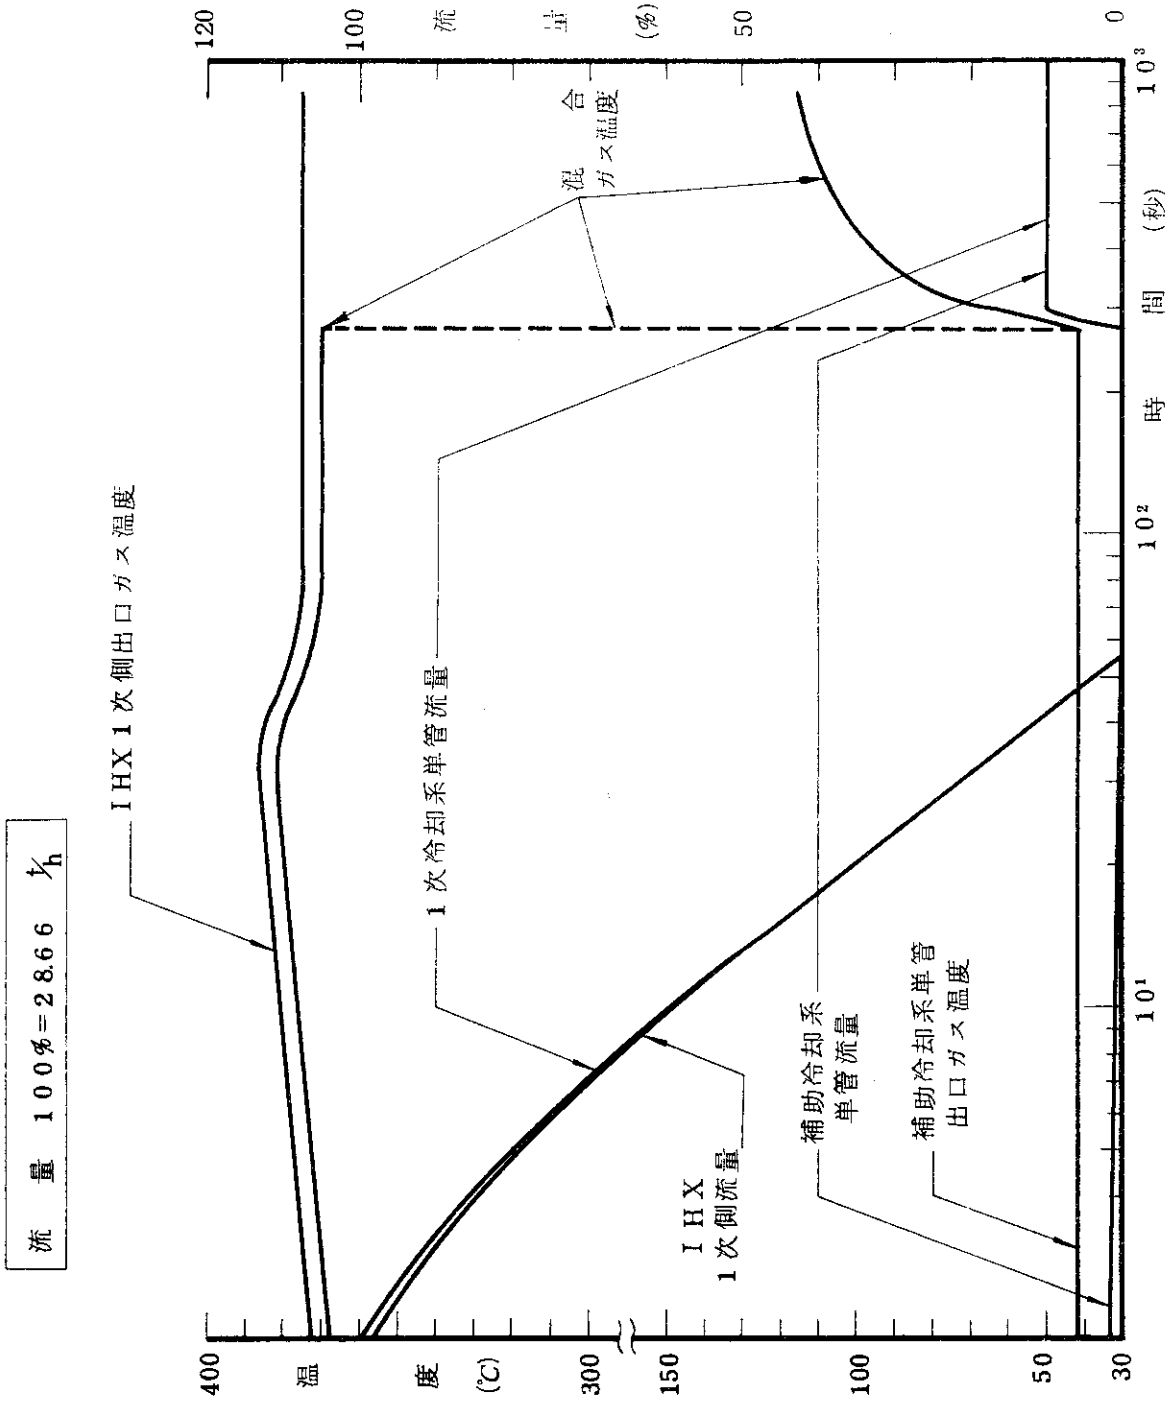 流 量 100%=28.66 t/h
IHX1次側出口ガス温度
400
温
度
(℃)
300
150
100
50
30
120
100
流
量
(%)
50
0
混 合
ガス温度
1次冷却系単管流量
IHX
1次側流量
補助冷却系
単管流量
補助冷却系単管
出口ガス温度
10¹
10²
10³
時 間 (秒)